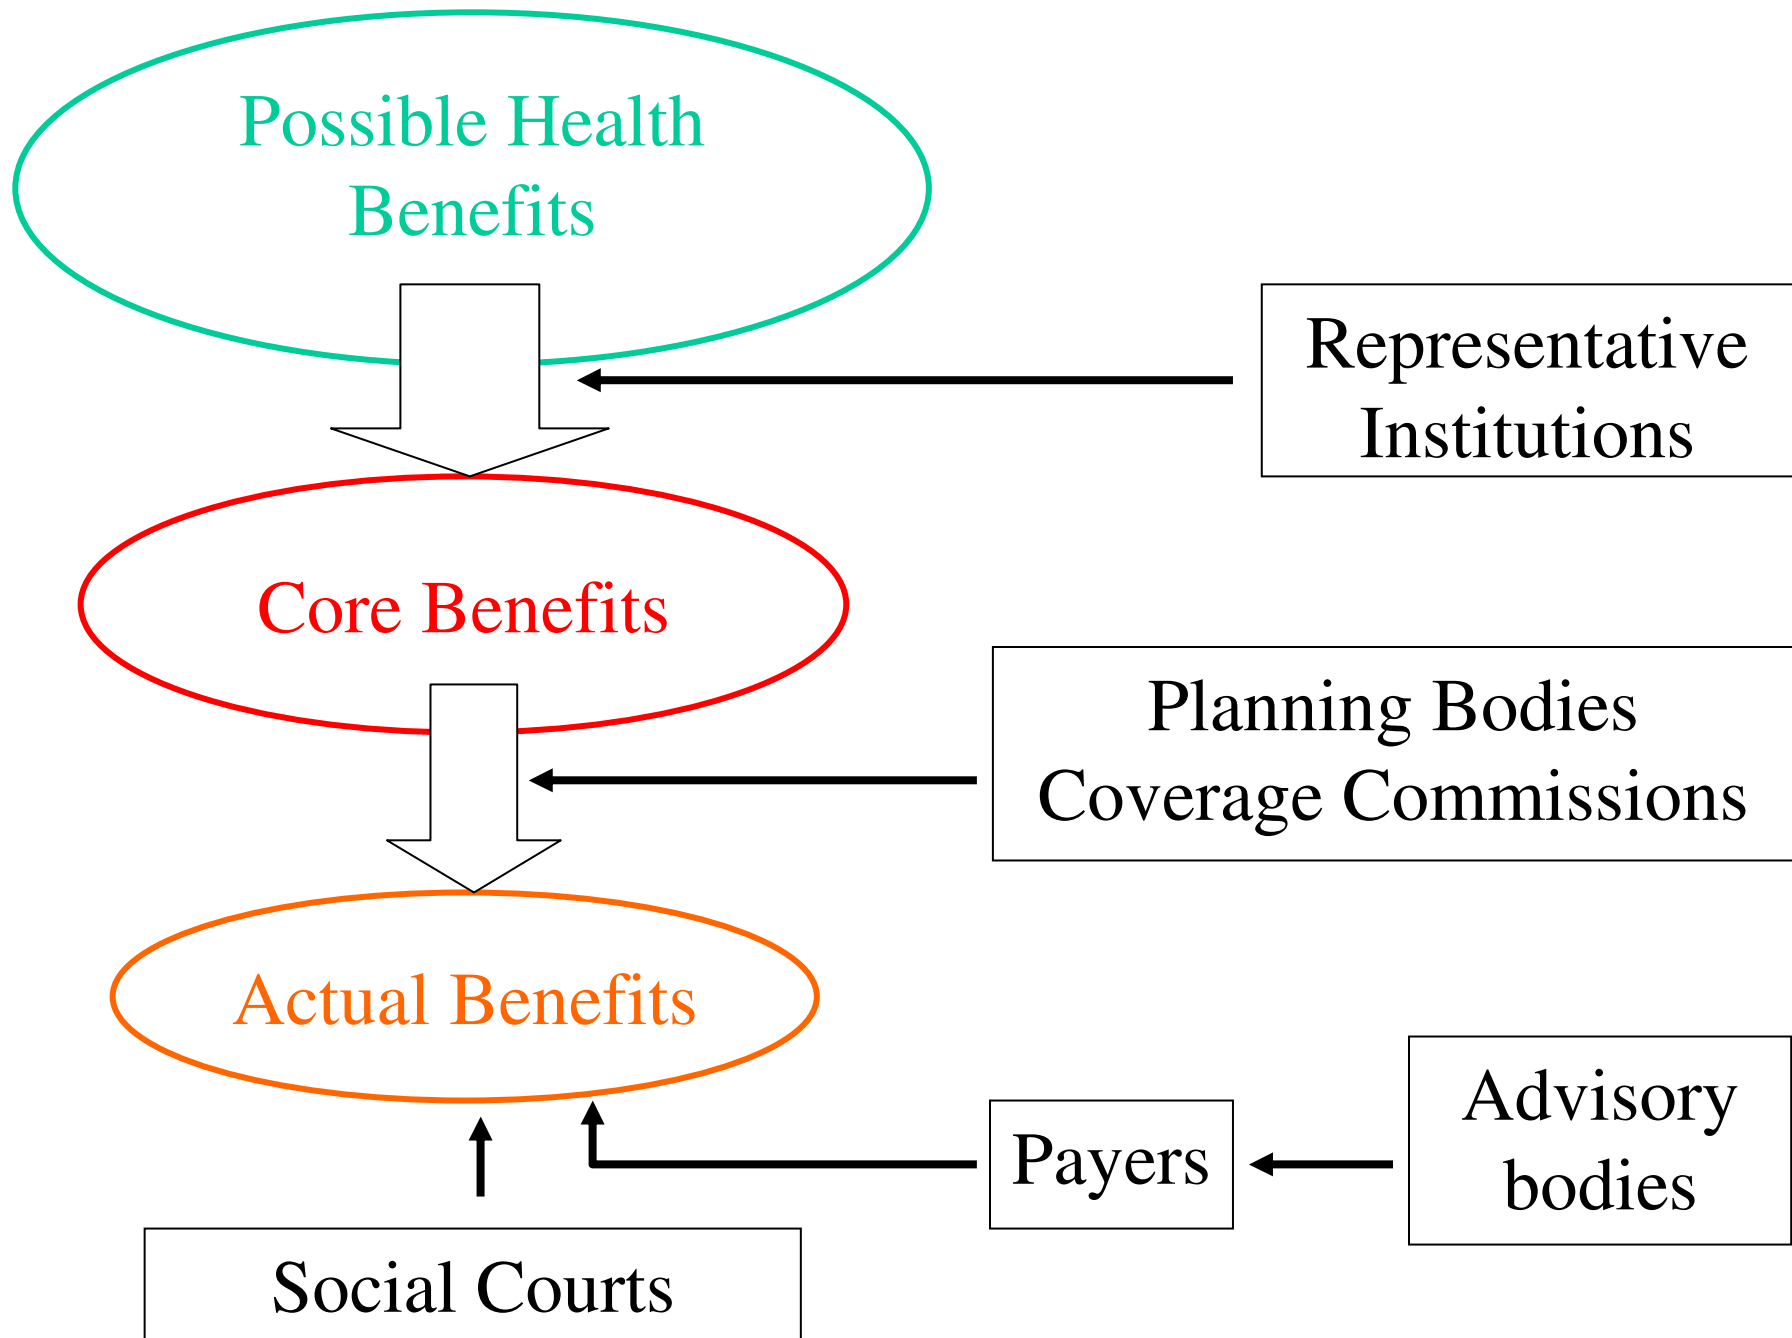 Possible Health
Benefits
Representative
Institutions
Core Benefits
Planning Bodies
Coverage Commissions
Actual Benefits
Payers
Advisory
bodies
Social Courts